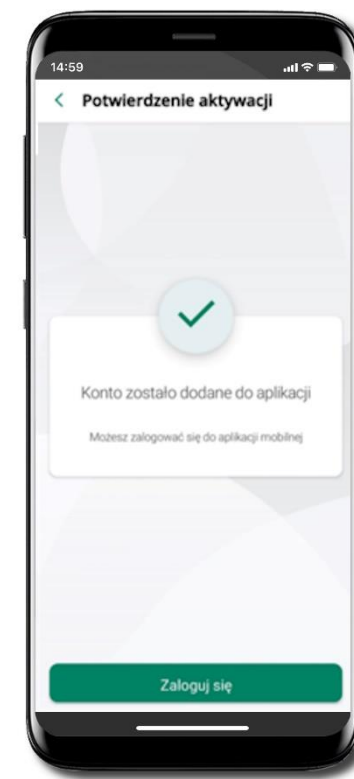 14:59
Potwierdzenie aktywacji
Konto zostało dodane do aplikacji
Możesz zalogować się do aplikacji mobilnej
Zaloguj się